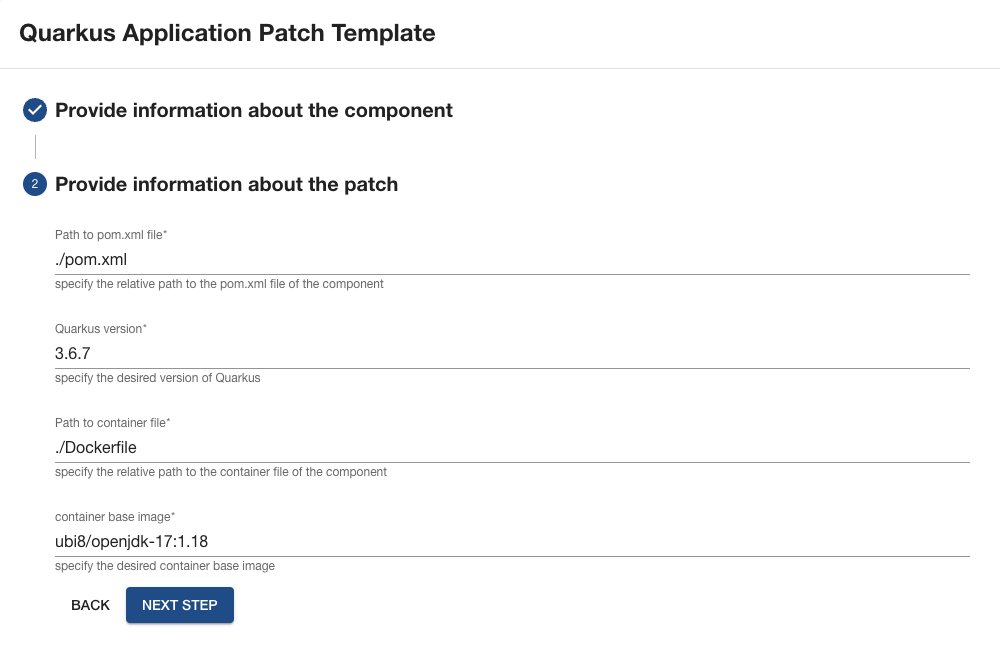 Quarkus Application Patch Template
Provide information about the component
2 Provide information about the patch
Path to pom.xml file*
./pom.xml
specify the relative path to the pom.xml file of the component
Quarkus version*
3.6.7
specify the desired version of Quarkus
Path to container file*
./Dockerfile
specify the relative path to the container file of the component
container base image*
ubi8/openjdk-17:1.18
specify the desired container base image
BACK NEXT STEP